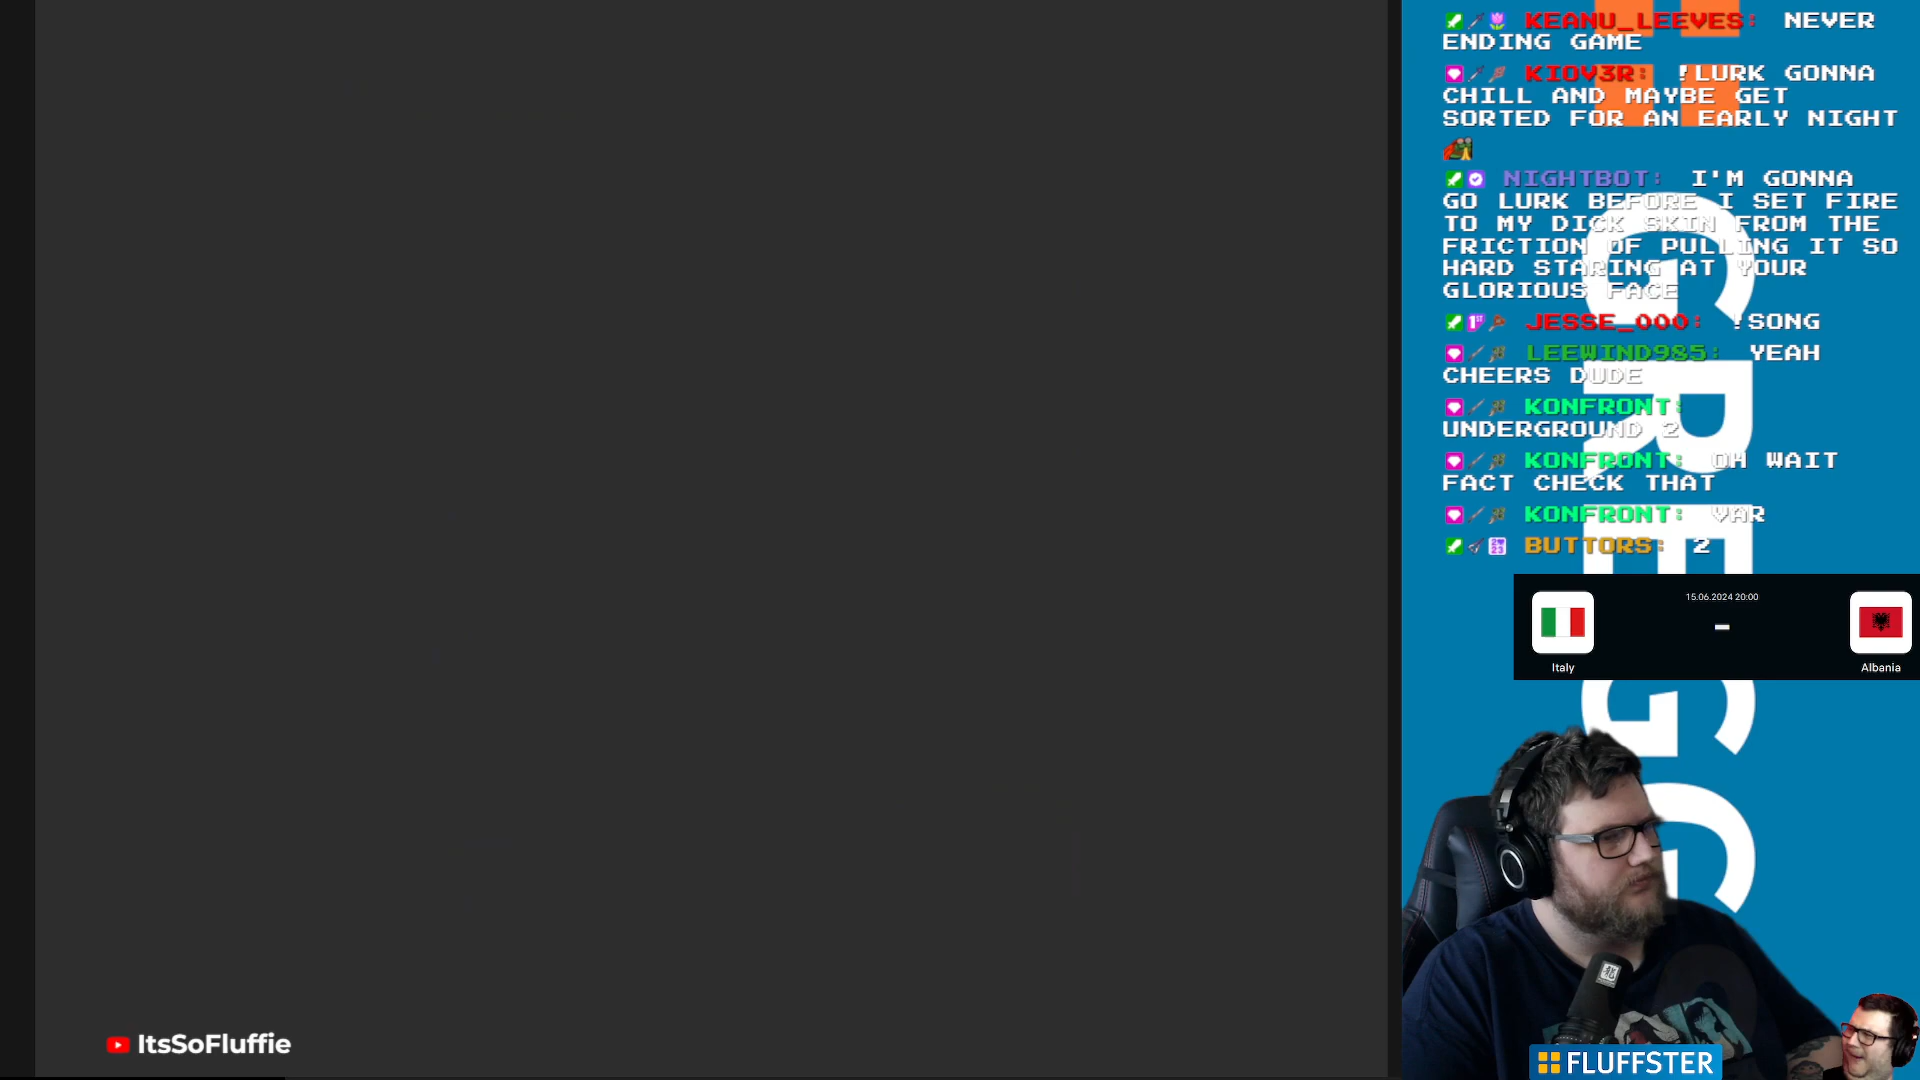 KEANU_LEEVES: NEVER
ENDING GAME
KIOV3R: !LURK GONNA
CHILL AND MAYBE GET
SORTED FOR AN EARLY NIGHT
NIGHTBOT: I'M GONNA
GO LURK BEFORE I SET FIRE
TO MY DICK SKIN FROM THE
FRICTION OF PULLING IT SO
HARD STARING AT YOUR
GLORIOUS FACE
JESSE_000: !SONG
LEEWIND985: YEAH
CHEERS DUDE
KONFRONT:
UNDERGROUND 2
KONFRONT: OH WAIT
FACT CHECK THAT
KONFRONT: VAR
BUTTORS: 2
15.06.2024 20:00
-
Italy
Albania
GREGG
ItsSoFluffie
FLUFFSTER